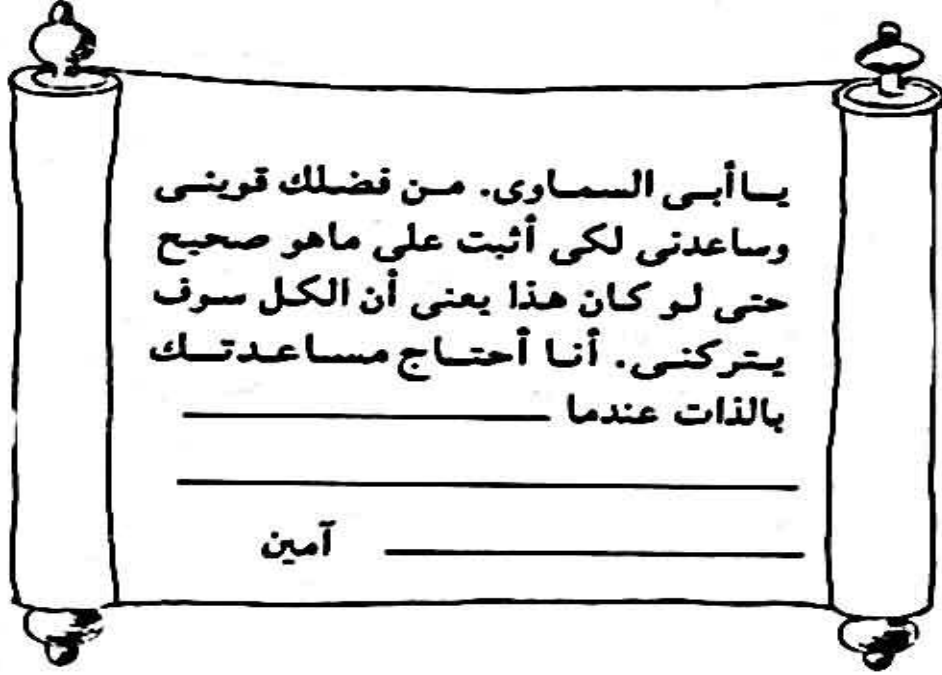 يا أبى السماوى. من فضلك قوينى
وساعدنى لكى أثبت على ماهو صحيح
حتى لو كان هذا يعنى أن الكل سوف
يتركنى. أنا أحتاج مساعدتك
بالذات عندما
آمين